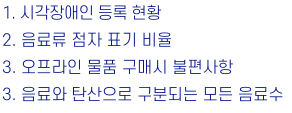 1. 시각장애인 등록 현황
2. 음료류 점자 표기 비율
3. 오프라인 물품 구매시 불편사항
3. 음료와 탄산으로 구분되는 모든 음료수